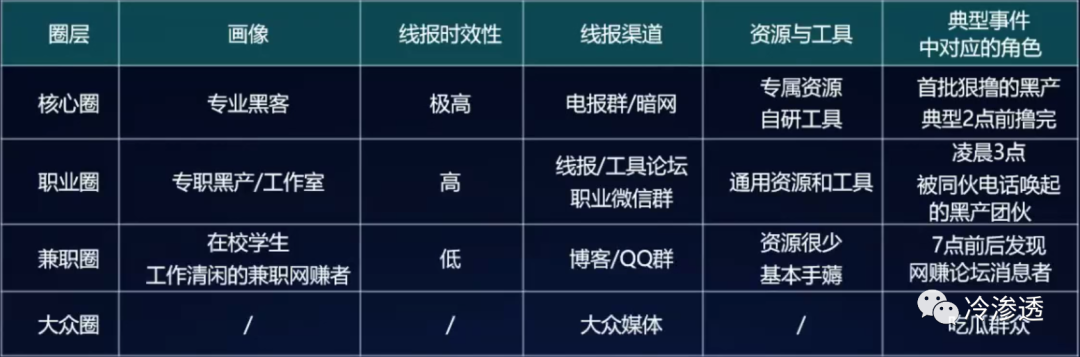 圈层 画像 线报时效性 线报渠道 资源与工具 典型事件
中对应的角色
核心圈 专业黑客 极高 电报群/暗网 专属资源
自研工具 首批狠撸的黑产
典型2点前撸完
职业圈 专职黑产/工作室 高 线报/工具论坛
职业微信群 通用资源和工具 凌晨3点
被同伙电话唤起
的黑产团伙
兼职圈 在校学生
工作清闲的兼职网赚者 低 博客/QQ群 资源很少
基本手薅 7点前后发现
网赚论坛消息者
大众圈 / / 大众媒体 / 吃瓜群众
冷渗透